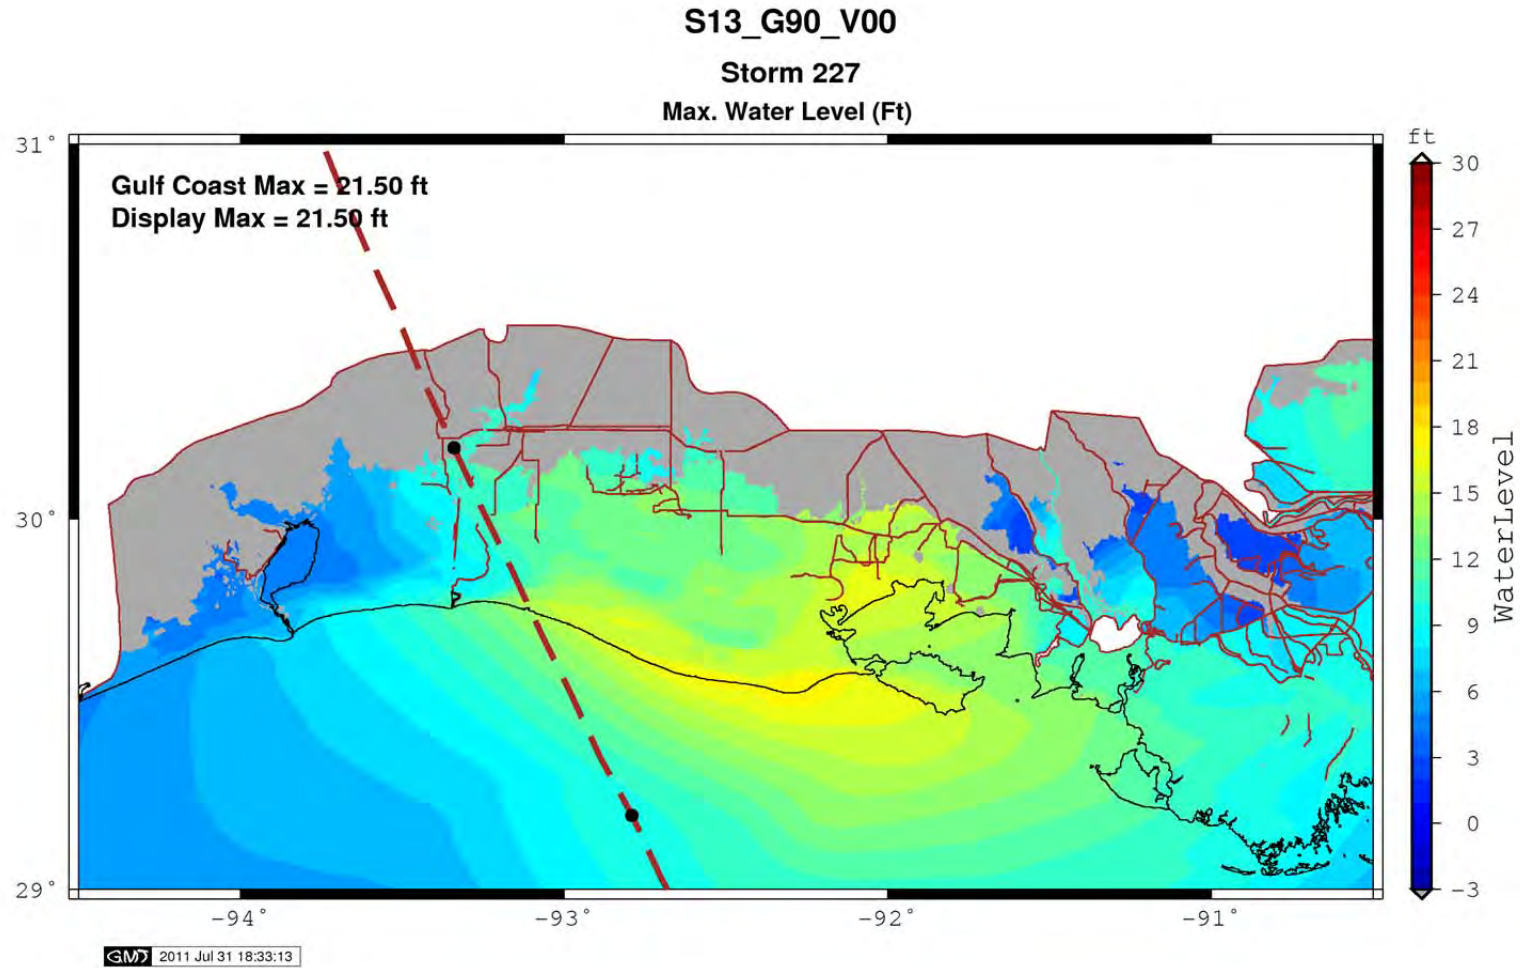 S13_G90_V00
Storm 227
Max. Water Level (Ft)
31°
30°
29°
Gulf Coast Max = 21.50 ft
Display Max = 21.50 ft
-94°
-93°
-92°
-91°
ft
30
27
24
21
18
15
12
9
6
3
0
-3
WaterLevel
GMT 2011 Jul 31 18:33:13